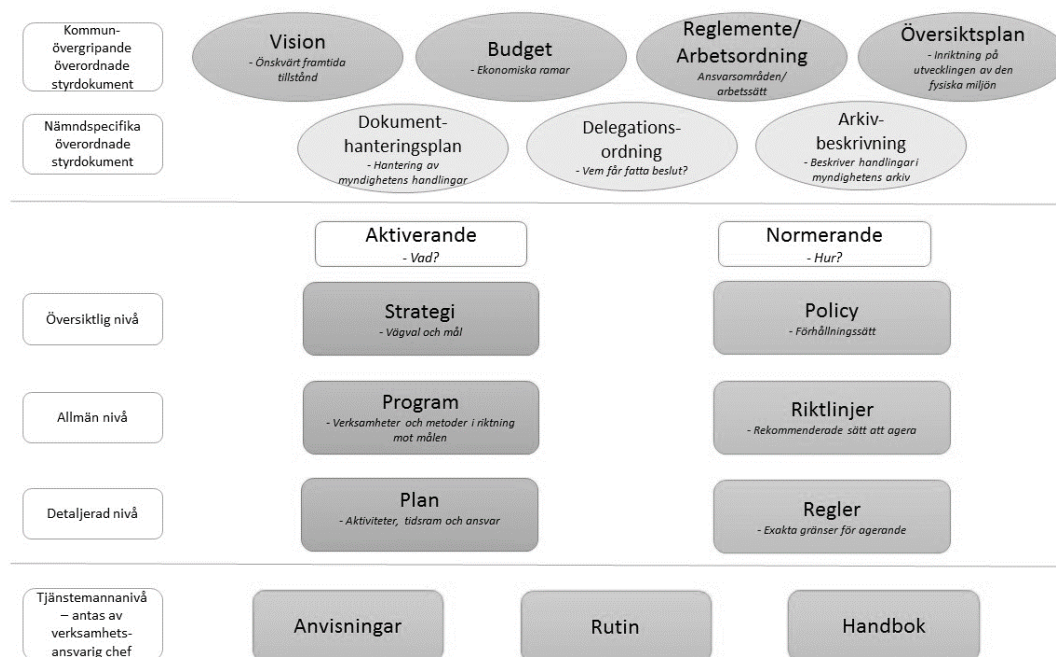 Kommun-
övergripande
överordnade
styrdokument
Vision
- Önskvärt framtida
tillstånd
Budget
- Ekonomiska ramar
Reglemente/
Arbetsordning
Ansvarsområden/
arbetssätt
Översiktsplan
- Inriktning på
utvecklingen av den
fysiska miljön
Nämndspecifika
överordnade
styrdokument
Dokument-
hanteringsplan
- Hantering av
myndighetens handlingar
Delegations-
ordning
- Vem får fatta beslut?
Arkiv-
beskrivning
- Beskriver handlingar i
myndighetens arkiv
Aktiverande
- Vad?
Normerande
- Hur?
Översiktlig nivå
Strategi
- Vägval och mål
Policy
- Förhållningssätt
Allmän nivå
Program
- Verksamheter och metoder i riktning
mot målen
Riktlinjer
- Rekommenderade sätt att agera
Detaljerad nivå
Plan
- Aktiviteter, tidsram och ansvar
Regler
- Exakta gränser för agerande
Tjänstemannanivå
– antas av
verksamhets-
ansvarig chef
Anvisningar
Rutin
Handbok